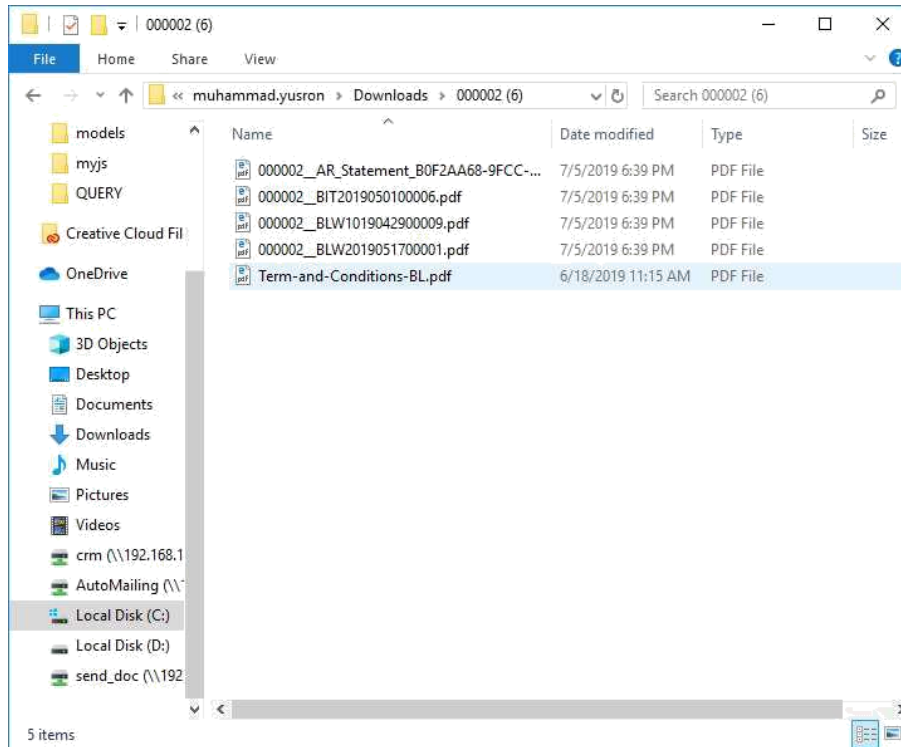 000002 (6)
File Home Share View
« muhammad.yusron › Downloads › 000002 (6) Search 000002 (6)
models
myjs
QUERY
Creative Cloud Fil
OneDrive
This PC
3D Objects
Desktop
Documents
Downloads
Music
Pictures
Videos
crm (\\192.168.1
AutoMailing (\\
Local Disk (C:)
Local Disk (D:)
send_doc (\\192
Name Date modified Type Size
000002__AR_Statement_B0F2AA68-9FCC-... 7/5/2019 6:39 PM PDF File
000002__BIT2019050100006.pdf 7/5/2019 6:39 PM PDF File
000002__BLW1019042900009.pdf 7/5/2019 6:39 PM PDF File
000002__BLW2019051700001.pdf 7/5/2019 6:39 PM PDF File
Term-and-Conditions-BL.pdf 6/18/2019 11:15 AM PDF File
5 items